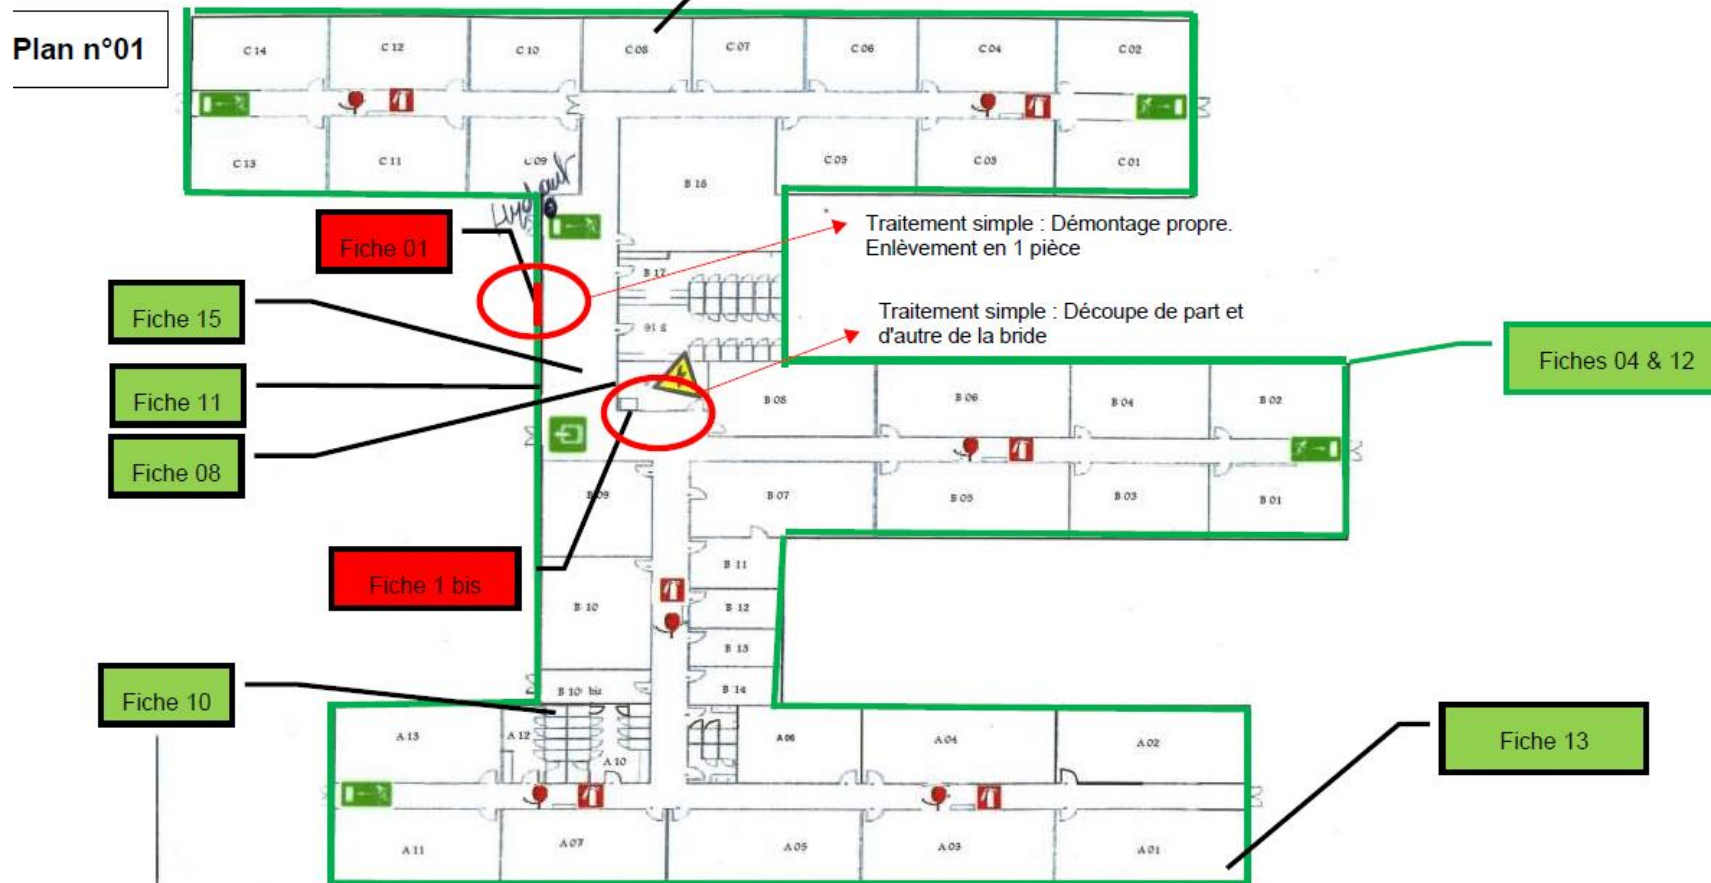 Plan n°01
C 14
C 12
C 10
C 08
C 07
C 06
C 04
C 02
C 13
C 11
C 09
B 18
C 05
C 03
C 01
Hydrant
Fiche 01
Traitement simple : Démontage propre.
Enlèvement en 1 pièce
B 17
Fiche 15
Traitement simple : Découpe de part et
d'autre de la bride
B 16
Fiches 04 & 12
Fiche 11
B 08
B 06
B 04
B 02
Fiche 08
B 09
B 07
B 05
B 03
B 01
Fiche 1 bis
B 11
B 10
B 12
B 13
Fiche 10
B 10 bis
B 14
A 13
A 12
A 10
A 06
A 04
A 02
Fiche 13
A 11
A 07
A 05
A 03
A 01